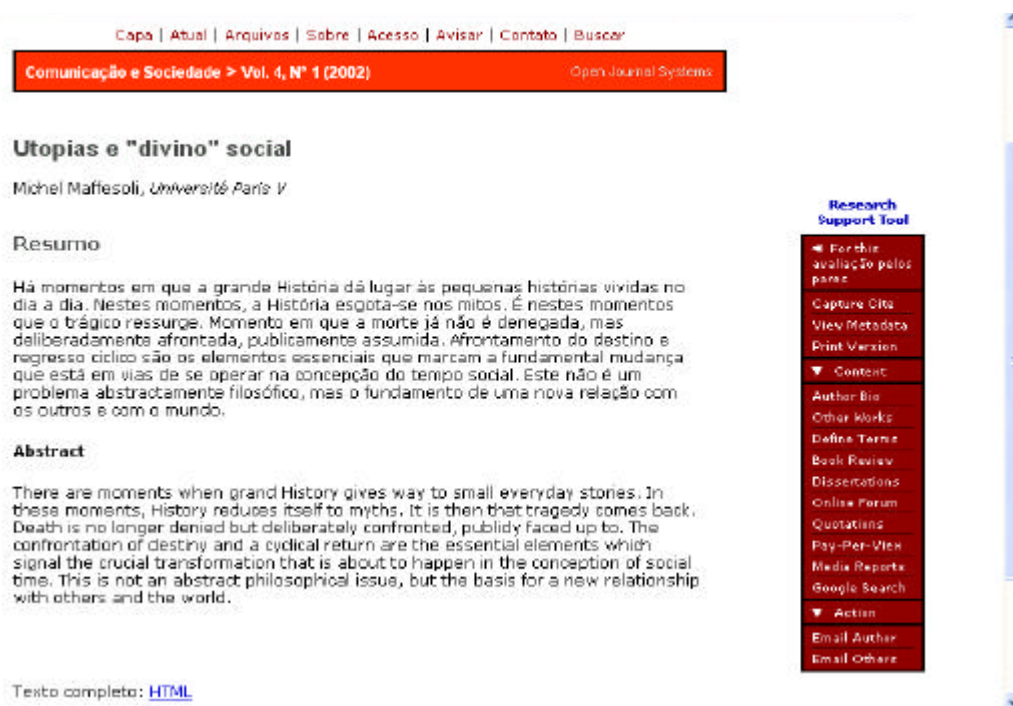 Capa | Atual | Arquivos | Sobre | Acesso | Avisar | Contato | Buscar
Comunicação e Sociedade > Vol. 4, N° 1 (2002)
Open Journal Systems
Utopias e "divino" social
Michel Maffesoli, Université Paris V
Resumo
Há momentos em que a grande História dá lugar às pequenas histórias vividas no
dia a dia. Nestes momentos, a História esgota-se nos mitos. É nestes momentos
que o trágico ressurge. Momento em que a morte já não é denegada, mas
deliberadamente afrontada, publicamente assumida. Afrontamento do destino e
regresso cíclico são os elementos essenciais que marcam a fundamental mudança
que está em vias de se operar na concepção do tempo social. Este não é um
problema abstractamente filosófico, mas o fundamento de uma nova relação com
os outros e com o mundo.
Abstract
There are moments when grand History gives way to small everyday stories. In
these moments, History reduces itself to myths. It is then that tragedy comes back.
Death is no longer denied but deliberately confronted, publicly faced up to. The
confrontation of destiny and a cyclical return are the essential elements which
signal the crucial transformation that is about to happen in the conception of social
time. This is not an abstract philosophical issue, but the basis for a new relationship
with others and the world.
Texto completo: HTML
Research
Support Tool
◄ For this
avaliação pelos
pares
Capture Cite
View Metadata
Print Version
▼ Context
Author Bio
Other Works
Define Terms
Book Review
Dissertations
Online Forum
Quotations
Pay-Per-View
Media Reports
Google Search
▼ Action
Email Author
Email Others